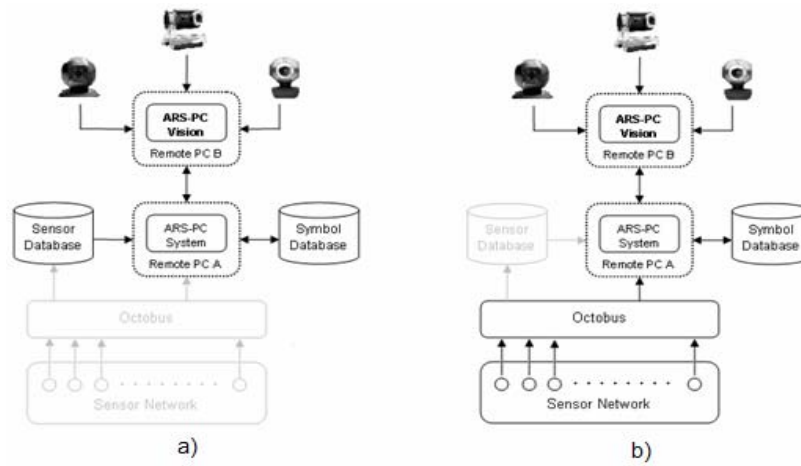 ARS-PC
Vision
Remote PC B
Sensor
Database
ARS-PC
System
Remote PC A
Symbol
Database
Octobus
Sensor Network
a)
ARS-PC
Vision
Remote PC B
Sensor
Database
ARS-PC
System
Remote PC A
Symbol
Database
Octobus
Sensor Network
b)